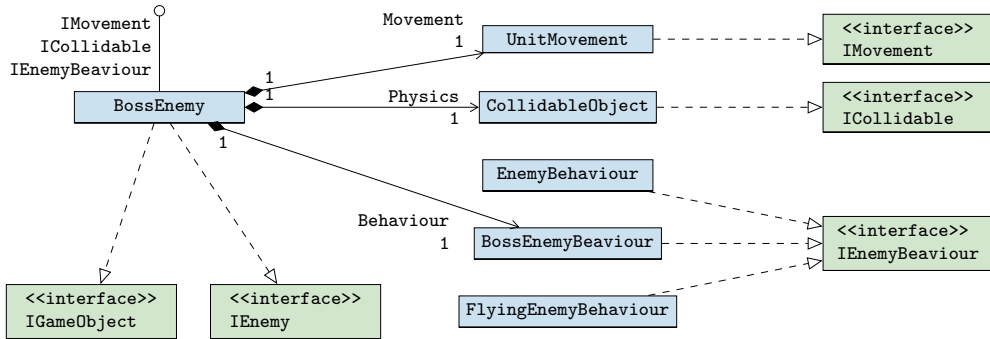 IMovement
ICollidable
IEnemyBeaviour
BossEnemy
1
1
1
Movement
1
UnitMovement
<<interface>>
IMovement
Physics
1
CollidableObject
<<interface>>
ICollidable
EnemyBehaviour
Behaviour
1
BossEnemyBeaviour
<<interface>>
IEnemyBeaviour
FlyingEnemyBehaviour
<<interface>>
IGameObject
<<interface>>
IEnemy